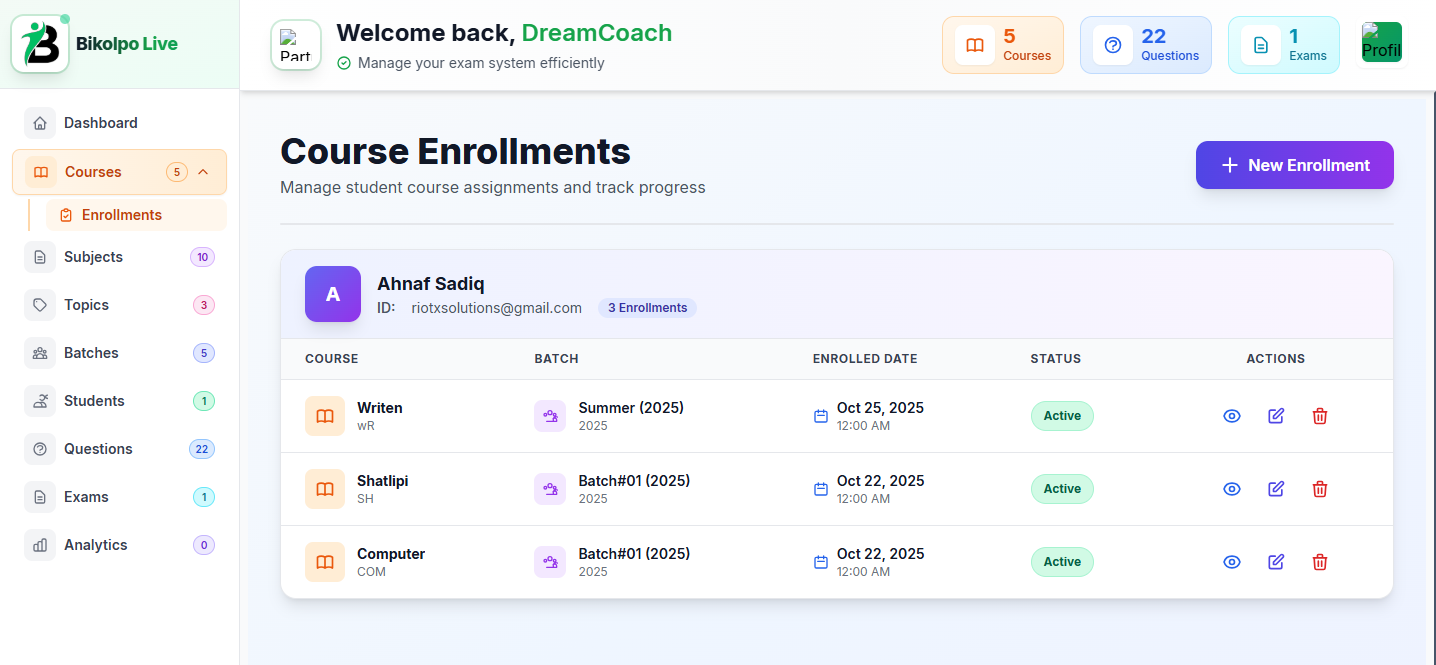 Bikolpo Live
Part
Welcome back, DreamCoach
Manage your exam system efficiently
5
Courses
22
Questions
1
Exams
Profil
Dashboard
Courses 5
Enrollments
Subjects 10
Topics 3
Batches 5
Students 1
Questions 22
Exams 1
Analytics 0
Course Enrollments
Manage student course assignments and track progress
New Enrollment
A
Ahnaf Sadiq
ID: riotxsolutions@gmail.com 3 Enrollments
COURSE BATCH ENROLLED DATE STATUS ACTIONS
Writen Summer (2025) Oct 25, 2025 Active
wR 2025 12:00 AM
Shatlipi Batch#01 (2025) Oct 22, 2025 Active
SH 2025 12:00 AM
Computer Batch#01 (2025) Oct 22, 2025 Active
COM 2025 12:00 AM